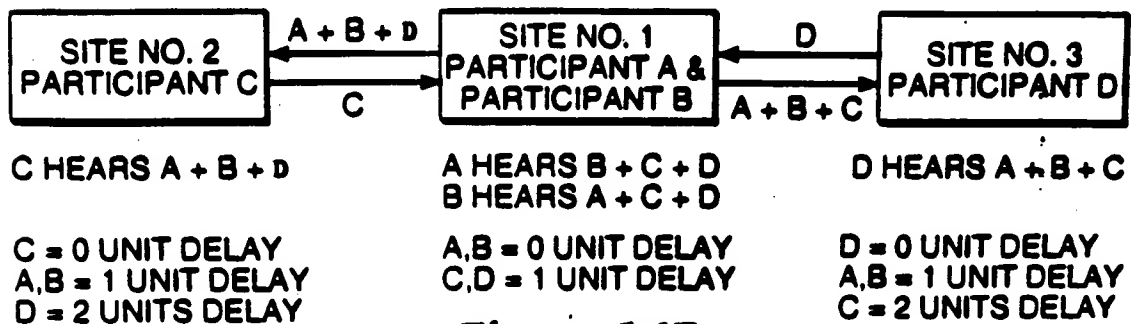 SITE NO. 2
PARTICIPANT C
A + B + D
C
SITE NO. 1
PARTICIPANT A &
PARTICIPANT B
D
A + B + C
SITE NO. 3
PARTICIPANT D
C HEARS A + B + D
C = 0 UNIT DELAY
A,B = 1 UNIT DELAY
D = 2 UNITS DELAY
A HEARS B + C + D
B HEARS A + C + D
A,B = 0 UNIT DELAY
C,D = 1 UNIT DELAY
D HEARS A + B + C
D = 0 UNIT DELAY
A,B = 1 UNIT DELAY
C = 2 UNITS DELAY